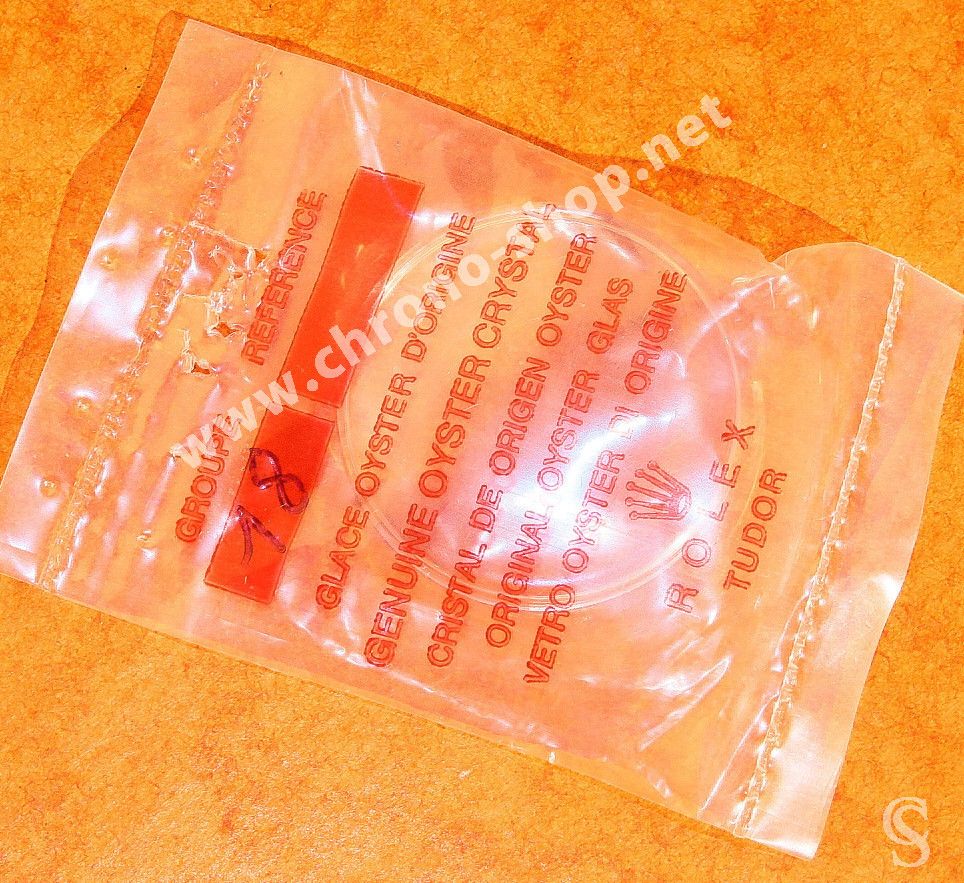 GROUPE REFERENCE
18
GLACE OYSTER D'ORIGINE
GENUINE OYSTER CRYSTAL
CRISTAL DE ORIGEN OYSTER
ORIGINAL OYSTER GLAS
VETRO OYSTER DI ORIGINE
ROLEX
TUDOR
www.chrono-shop.net